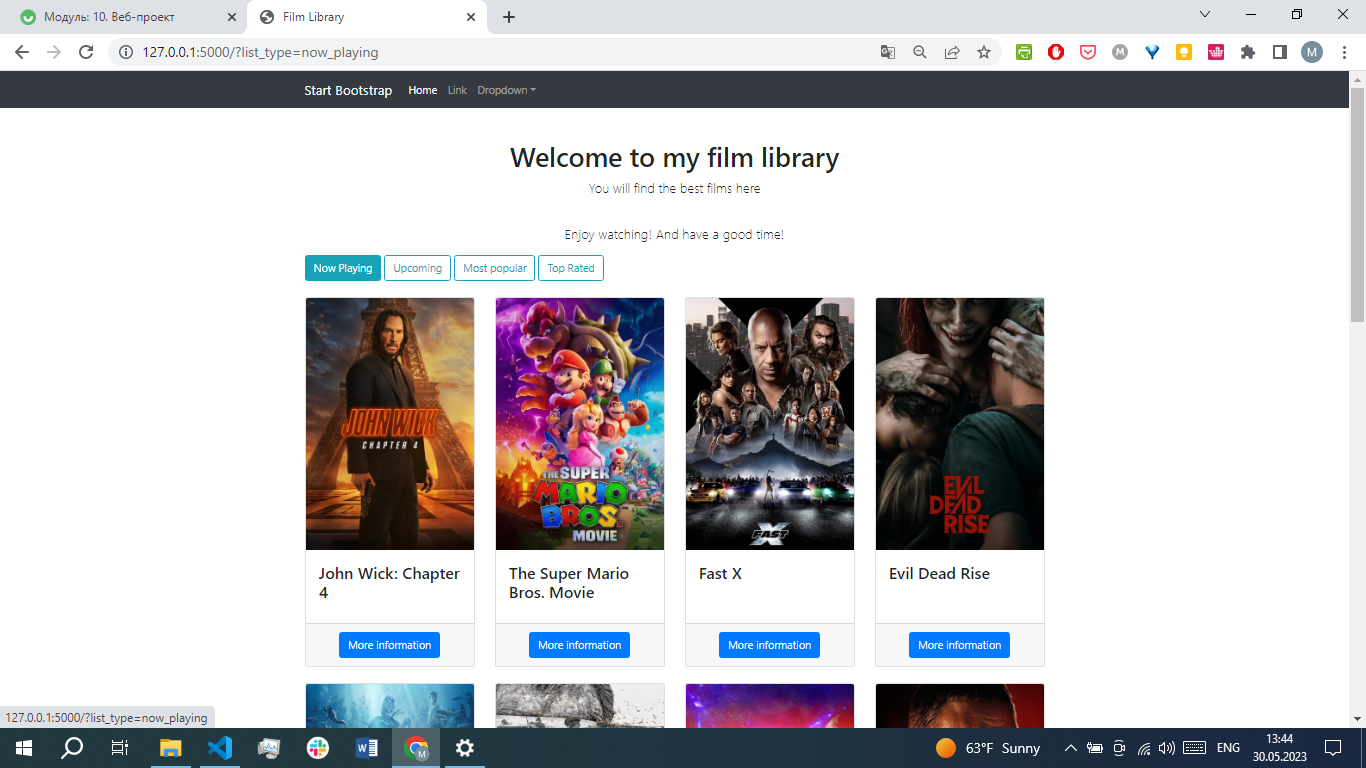 Модуль: 10. Веб-проект
Film Library
127.0.0.1:5000/?list_type=now_playing
M
M
Start Bootstrap Home Link Dropdown
Welcome to my film library
You will find the best films here
Enjoy watching! And have a good time!
Now Playing Upcoming Most popular Top Rated
JOHN WICK
CHAPTER 4
THE SUPER
MARIO
BROS.
MOVIE
FAST X
EVIL
DEAD
RISE
John Wick: Chapter
4
The Super Mario
Bros. Movie
Fast X
Evil Dead Rise
More information More information More information More information
127.0.0.1:5000/?list_type=now_playing
W
M
63°F Sunny
ENG
13:44
30.05.2023